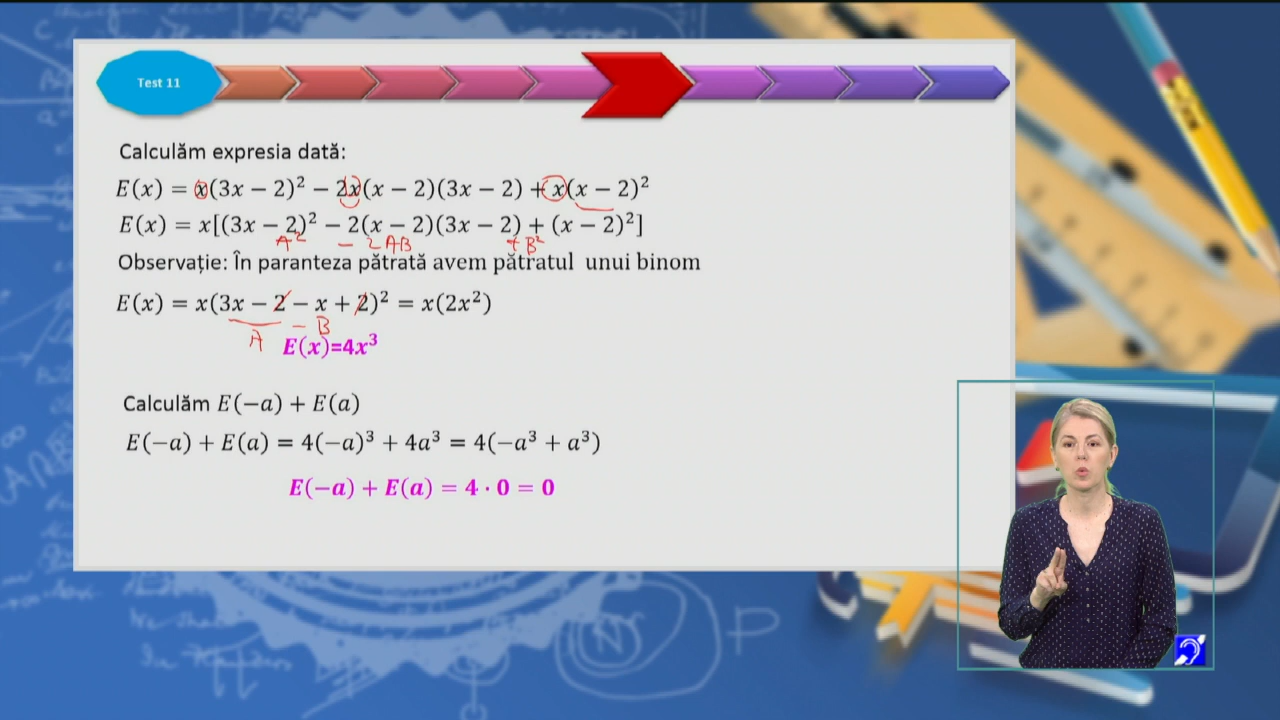 Test 11
Calculăm expresia dată:
E(x) = x(3x − 2)² − 2x(x − 2)(3x − 2) + x(x − 2)²
E(x) = x[(3x − 2)² − 2(x − 2)(3x − 2) + (x − 2)²]
A² − 2AB + B²
Observație: În paranteza pătrată avem pătratul unui binom
E(x) = x(3x − 2 − x + 2)² = x(2x²)
A − B
E(x)=4x³
Calculăm E(−a) + E(a)
E(−a) + E(a) = 4(−a)³ + 4a³ = 4(−a³ + a³)
E(−a) + E(a) = 4 · 0 = 0
N
P